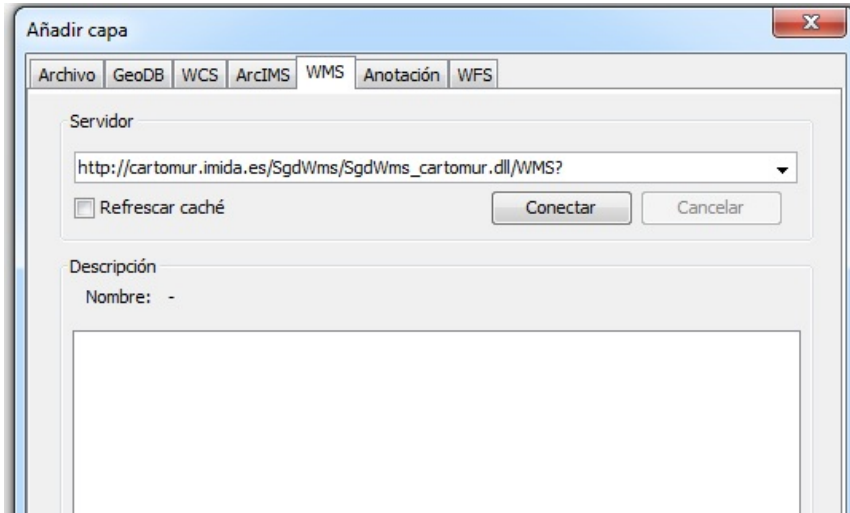 Añadir capa
Archivo GeoDB WCS ArcIMS WMS Anotación WFS
Servidor
http://cartomur.imida.es/SgdWms/SgdWms_cartomur.dll/WMS?
Refrescar caché Conectar Cancelar
Descripción
Nombre: -